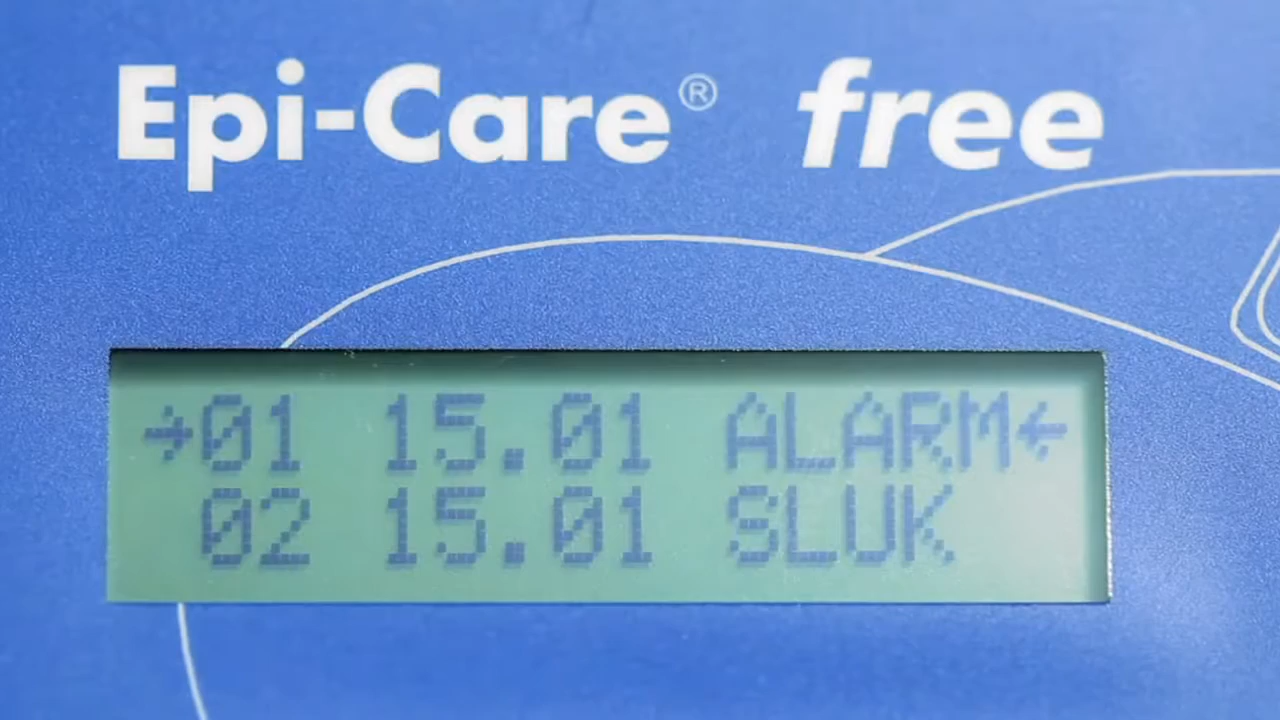 Epi-Care® free
→01 15.01 ALARM←
02 15.01 SLUK